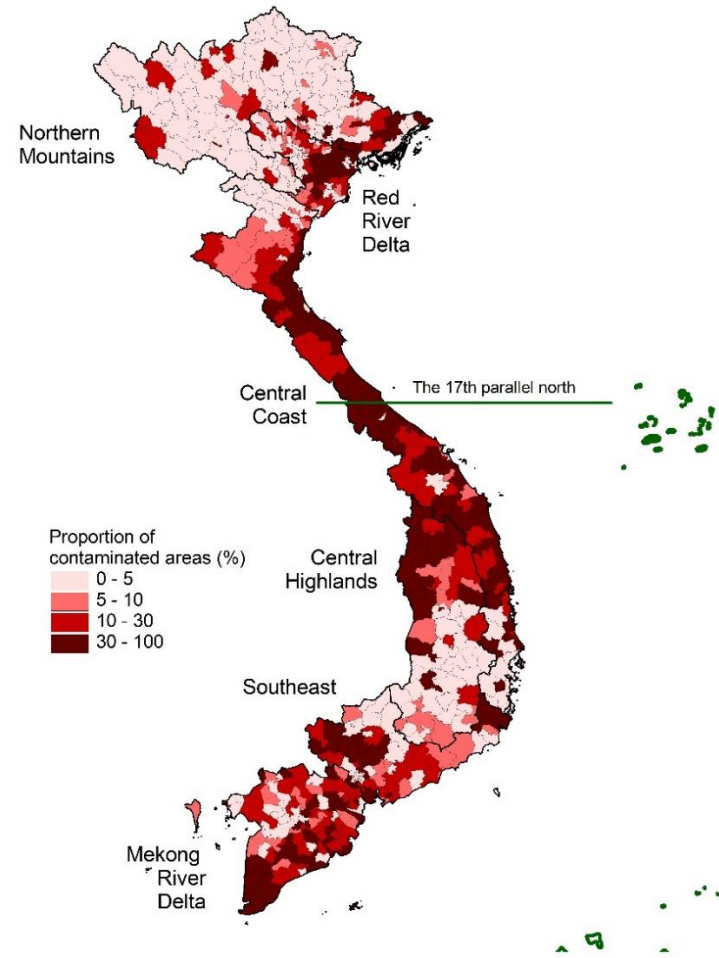 Northern
Mountains
Red
River
Delta
The 17th parallel north
Central
Coast
Proportion of
contaminated areas (%)
0 - 5
5 - 10
10 - 30
30 - 100
Central
Highlands
Southeast
Mekong
River
Delta